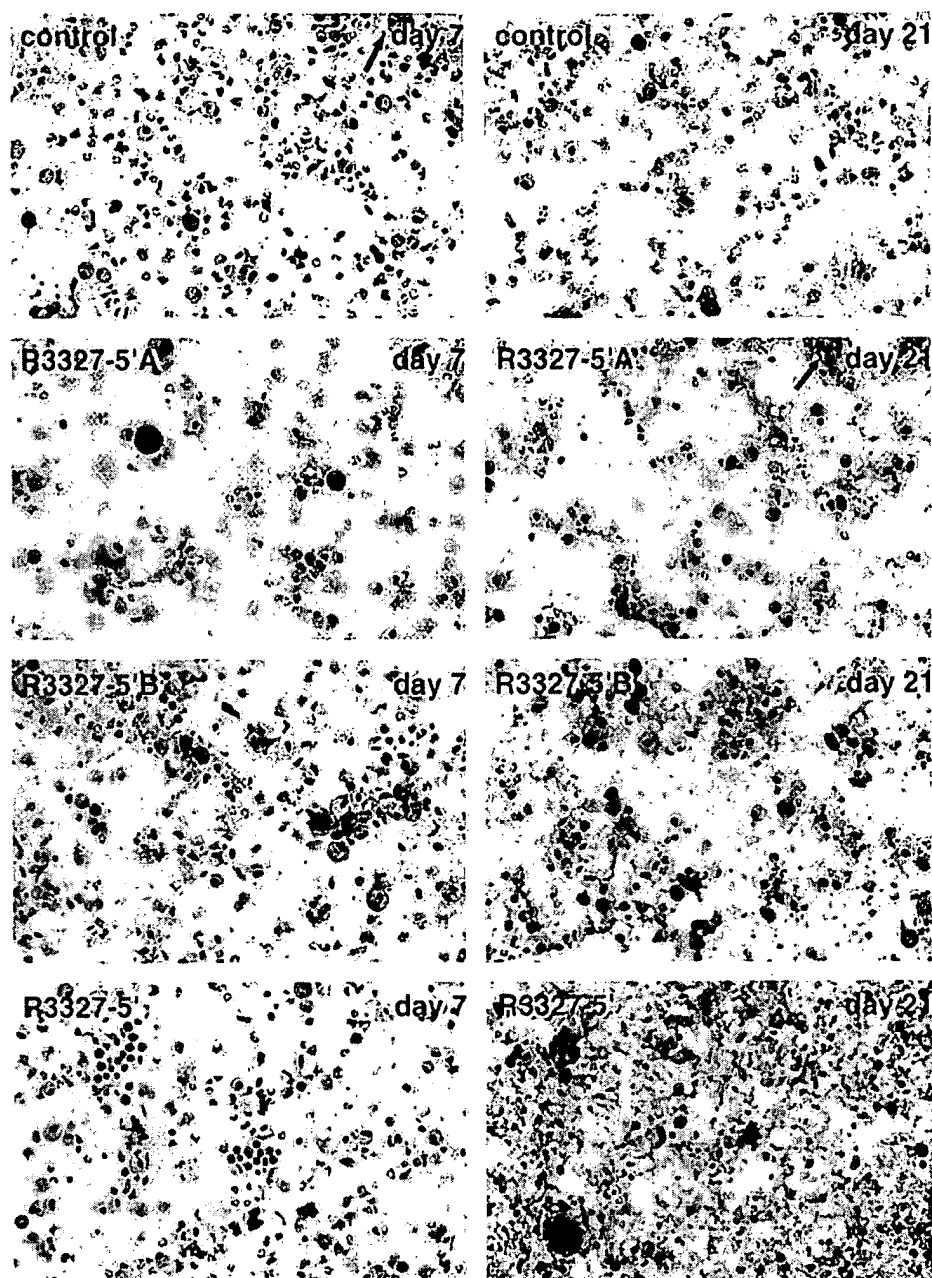 control day 7
control day 21
R3327-5'A day 7
R3327-5'A day 21
R3327-5'B day 7
R3327-5'B day 21
R3327-5' day 7
R3327-5' day 21